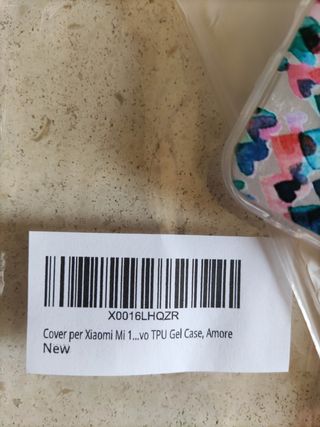 X0016LHQZR
Cover per Xiaomi Mi 1...vo TPU Gel Case, Amore
New